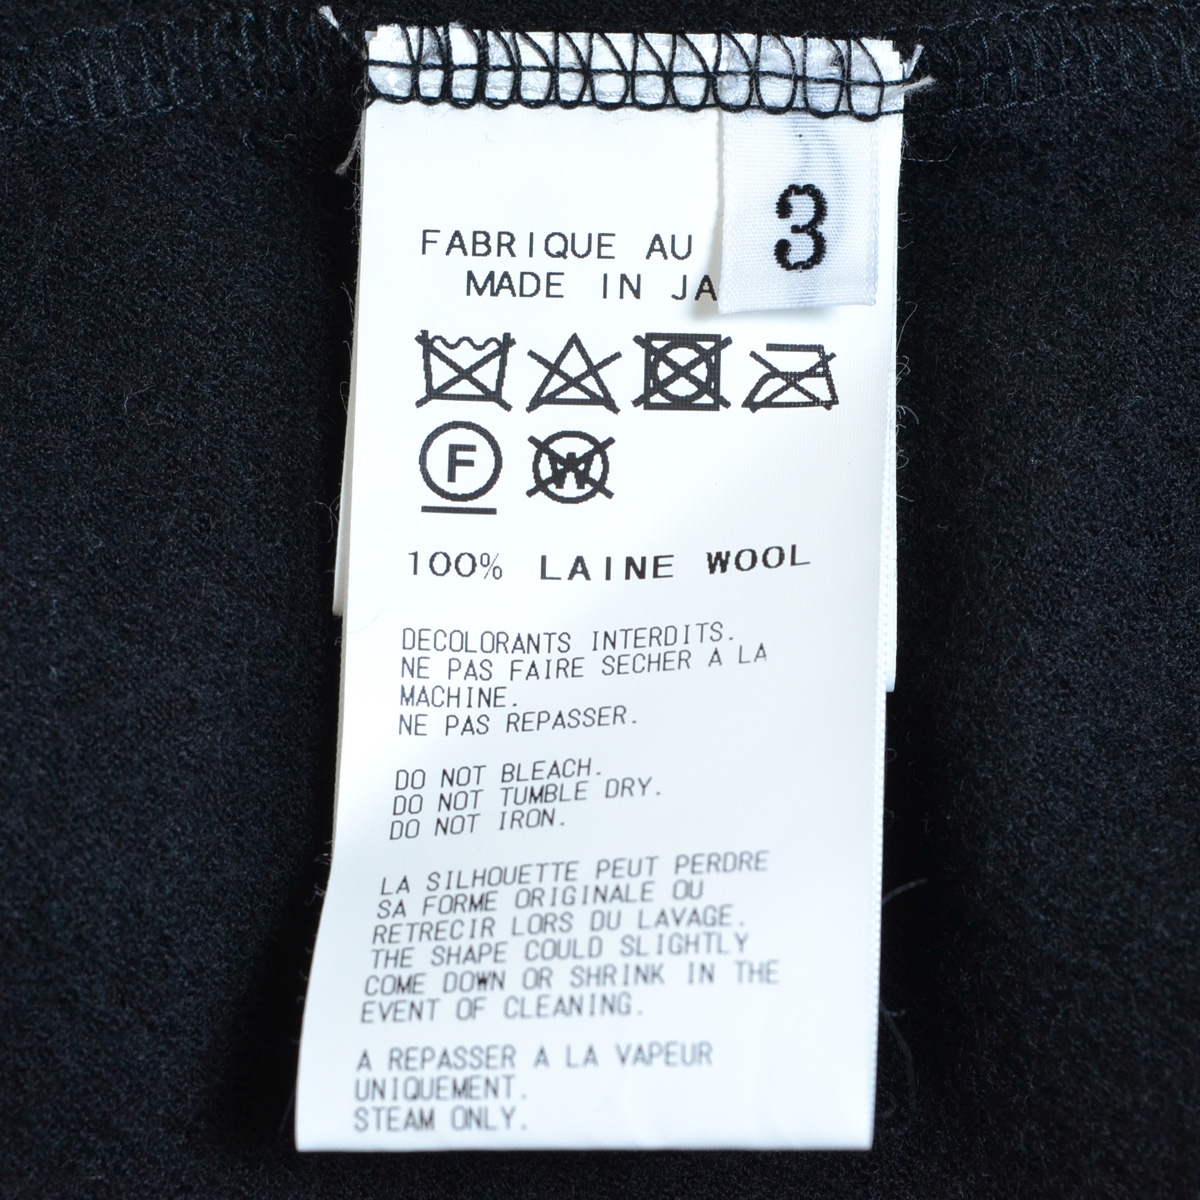 3
FABRIQUE AU
MADE IN JA
F
W
100% LAINE WOOL
DECOLORANTS INTERDITS.
NE PAS FAIRE SECHER A LA
MACHINE.
NE PAS REPASSER.
DO NOT BLEACH.
DO NOT TUMBLE DRY.
DO NOT IRON.
LA SILHOUETTE PEUT PERDRE
SA FORME ORIGINALE OU
RETRECIR LORS DU LAVAGE.
THE SHAPE COULD SLIGHTLY
COME DOWN OR SHRINK IN THE
EVENT OF CLEANING.
A REPASSER A LA VAPEUR
UNIQUEMENT.
STEAM ONLY.